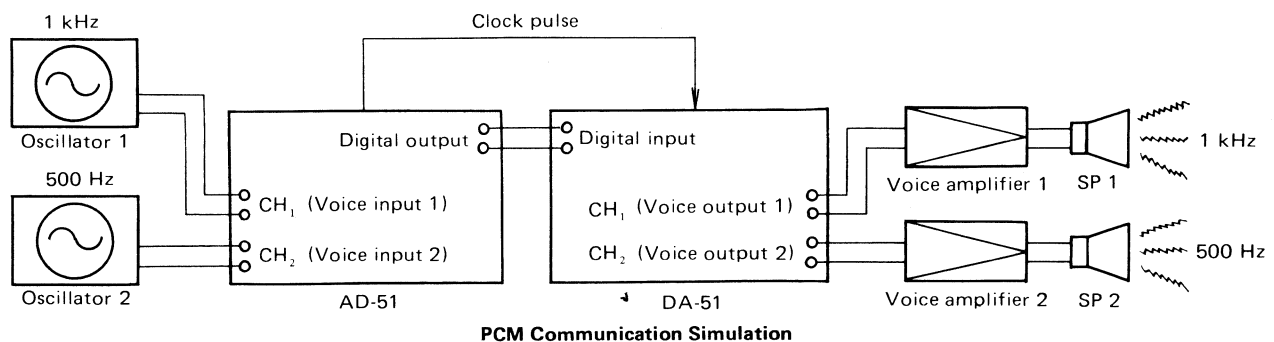 1 kHz
Clock pulse
Oscillator 1
Digital output
Digital input
1 kHz
500 Hz
CH₁ (Voice input 1)
CH₂ (Voice input 2)
CH₁ (Voice output 1)
CH₂ (Voice output 2)
Voice amplifier 1
SP 1
500 Hz
Oscillator 2
AD-51
DA-51
Voice amplifier 2
SP 2
PCM Communication Simulation